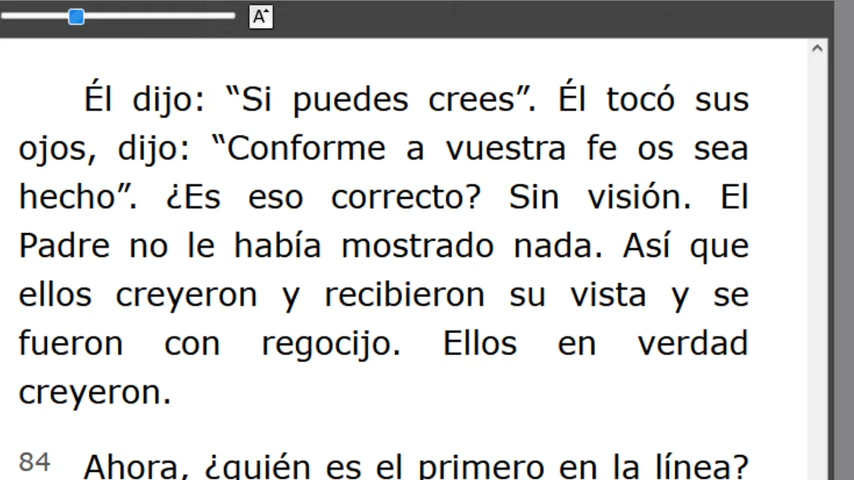 A
Él dijo: “Si puedes crees”. Él tocó sus
ojos, dijo: “Conforme a vuestra fe os sea
hecho”. ¿Es eso correcto? Sin visión. El
Padre no le había mostrado nada. Así que
ellos creyeron y recibieron su vista y se
fueron con regocijo. Ellos en verdad
creyeron.
84 Ahora, ¿quién es el primero en la línea?